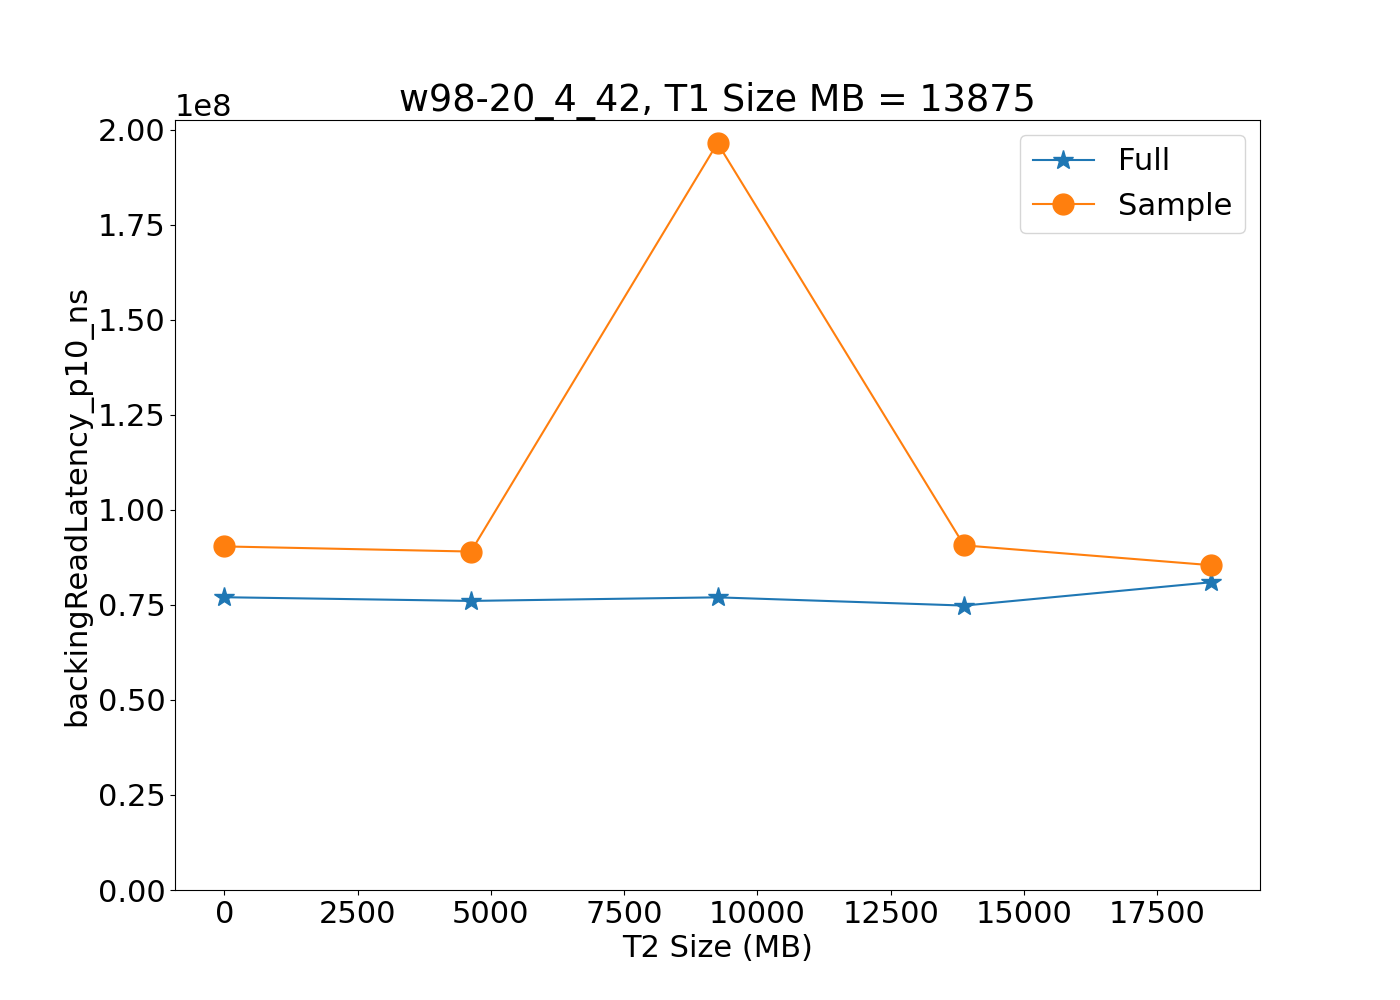 w98-20_4_42, T1 Size MB = 13875
1e8
2.00
1.75
1.50
1.25
1.00
0.75
0.50
0.25
0.00
backingReadLatency_p10_ns
Full
Sample
0 2500 5000 7500 10000 12500 15000 17500
T2 Size (MB)